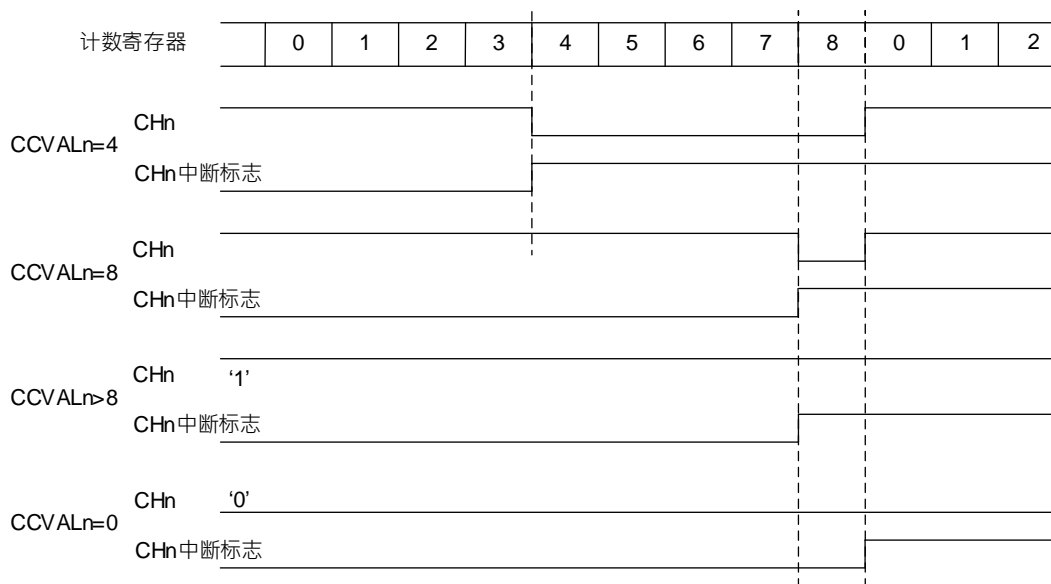 计数寄存器 0 1 2 3 4 5 6 7 8 0 1 2
CHn
CCVALn=4
CHn中断标志
CHn
CCVALn=8
CHn中断标志
CHn ‘1’
CCVALn>8
CHn中断标志
CHn ‘0’
CCVALn=0
CHn中断标志